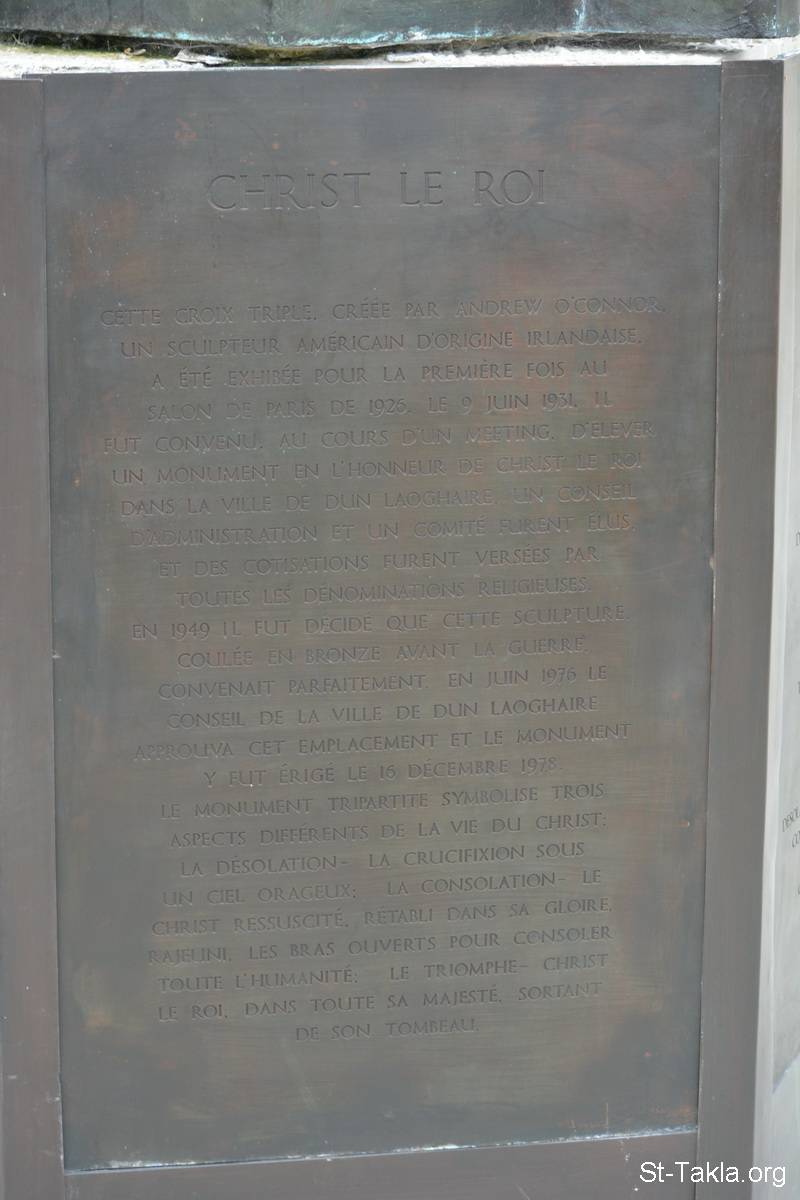 CHRIST LE ROI
CETTE CROIX TRIPLE, CRÉÉE PAR ANDREW O'CONNOR,
UN SCULPTEUR AMÉRICAIN D'ORIGINE IRLANDAISE,
A ÉTÉ EXHIBÉE POUR LA PREMIÈRE FOIS AU
SALON DE PARIS DE 1926. LE 9 JUIN 1931, IL
FUT CONVENU, AU COURS D'UN MEETING, D'ÉLEVER
UN MONUMENT EN L'HONNEUR DE CHRIST LE ROI
DANS LA VILLE DE DUN LAOGHAIRE. UN CONSEIL
D'ADMINISTRATION ET UN COMITÉ FURENT ÉLUS,
ET DES COTISATIONS FURENT VERSÉES PAR
TOUTES LES DÉNOMINATIONS RELIGIEUSES.
EN 1949 IL FUT DÉCIDÉ QUE CETTE SCULPTURE,
COULÉE EN BRONZE AVANT LA GUERRE,
CONVENAIT PARFAITEMENT. EN JUIN 1976 LE
CONSEIL DE LA VILLE DE DUN LAOGHAIRE
APPROUVA CET EMPLACEMENT ET LE MONUMENT
Y FUT ÉRIGÉ LE 16 DÉCEMBRE 1978.
LE MONUMENT TRIPARTITE SYMBOLISE TROIS
ASPECTS DIFFÉRENTS DE LA VIE DU CHRIST:
LA DÉSOLATION- LA CRUCIFIXION SOUS
UN CIEL ORAGEUX; LA CONSOLATION- LE
CHRIST RESSUSCITÉ, RÉTABLI DANS SA GLOIRE,
RAJEUNI, LES BRAS OUVERTS POUR CONSOLER
TOUTE L'HUMANITÉ; LE TRIOMPHE- CHRIST
LE ROI, DANS TOUTE SA MAJESTÉ, SORTANT
DE SON TOMBEAU.
St-Takla.org